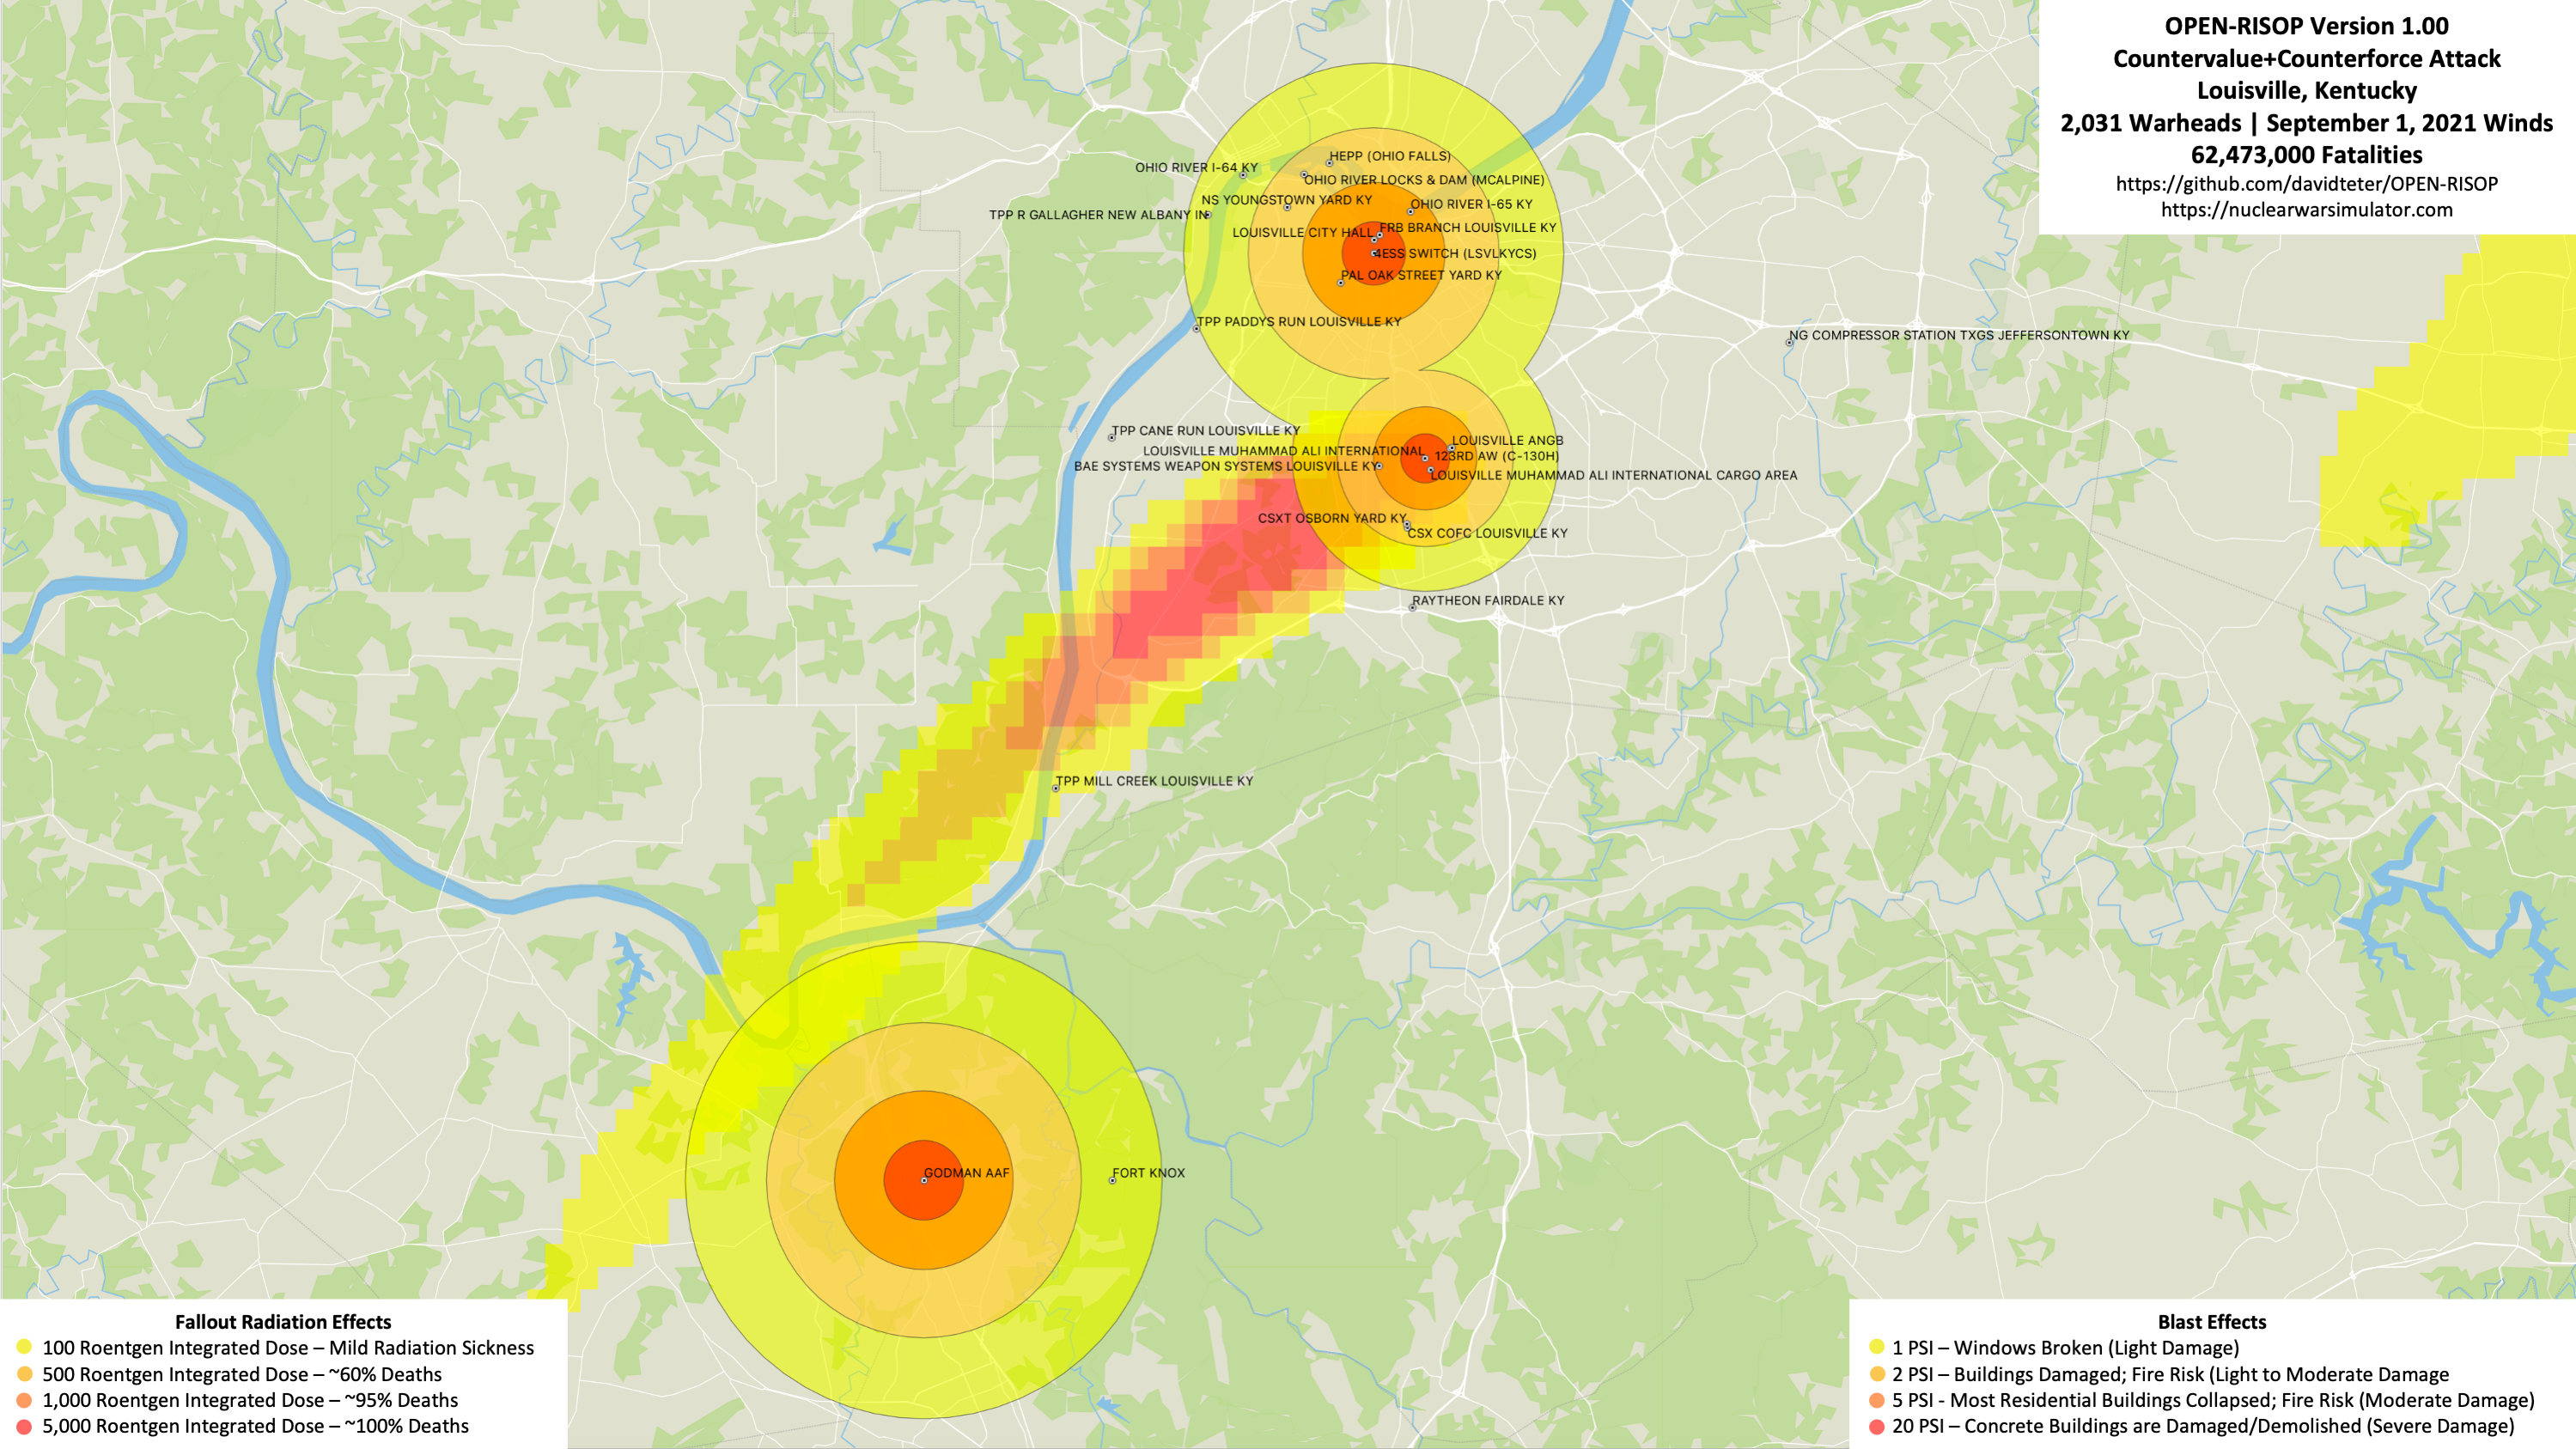 OPEN-RISOP Version 1.00
Countervalue+Counterforce Attack
Louisville, Kentucky
2,031 Warheads | September 1, 2021 Winds
62,473,000 Fatalities
https://github.com/davidteter/OPEN-RISOP
https://nuclearwarsimulator.com
HEPP (OHIO FALLS)
OHIO RIVER I-64 KY
OHIO RIVER LOCKS & DAM (MCALPINE)
NS YOUNGSTOWN YARD KY
OHIO RIVER I-65 KY
TPP R GALLAGHER NEW ALBANY IN
FRB BRANCH LOUISVILLE KY
LOUISVILLE CITY HALL
4ESS SWITCH (LSVLKYCS)
PAL OAK STREET YARD KY
TPP PADDYS RUN LOUISVILLE KY
NG COMPRESSOR STATION TXGS JEFFERSONTOWN KY
TPP CANE RUN LOUISVILLE KY
LOUISVILLE ANGB
LOUISVILLE MUHAMMAD ALI INTERNATIONAL
123RD AW (C-130H)
BAE SYSTEMS WEAPON SYSTEMS LOUISVILLE KY
LOUISVILLE MUHAMMAD ALI INTERNATIONAL CARGO AREA
CSXT OSBORN YARD KY
CSX COFC LOUISVILLE KY
RAYTHEON FAIRDALE KY
TPP MILL CREEK LOUISVILLE KY
GODMAN AAF
FORT KNOX
Fallout Radiation Effects
100 Roentgen Integrated Dose – Mild Radiation Sickness
500 Roentgen Integrated Dose – ~60% Deaths
1,000 Roentgen Integrated Dose – ~95% Deaths
5,000 Roentgen Integrated Dose – ~100% Deaths
Blast Effects
1 PSI – Windows Broken (Light Damage)
2 PSI – Buildings Damaged; Fire Risk (Light to Moderate Damage
5 PSI - Most Residential Buildings Collapsed; Fire Risk (Moderate Damage)
20 PSI – Concrete Buildings are Damaged/Demolished (Severe Damage)